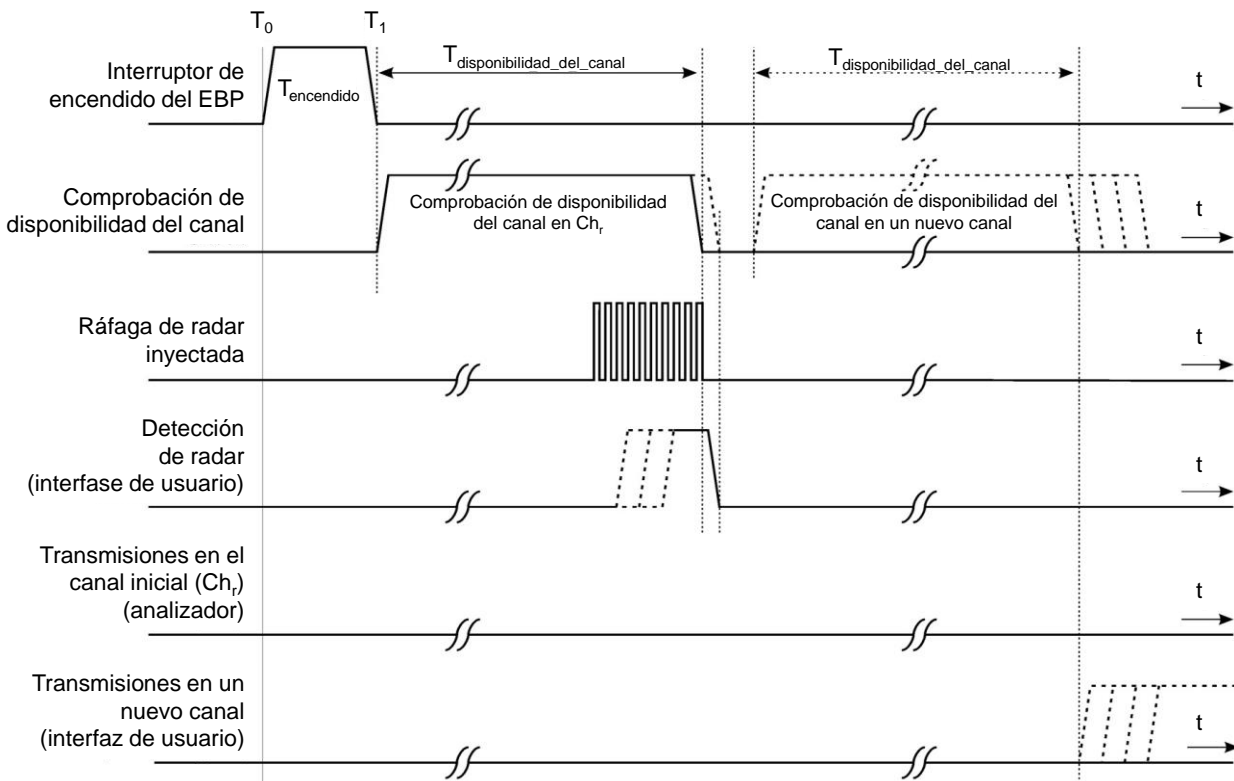 T0 T1
Interruptor de
encendido del EBP
Tencendido
Tdisponibilidad_del_canal
Tdisponibilidad_del_canal
t
Comprobación de
disponibilidad del canal
Comprobación de disponibilidad
del canal en Chr
Comprobación de disponibilidad del
canal en un nuevo canal
t
Ráfaga de radar
inyectada
t
Detección
de radar
(interfase de usuario)
t
Transmisiones en el
canal inicial (Chr)
(analizador)
t
Transmisiones en un
nuevo canal
(interfaz de usuario)
t